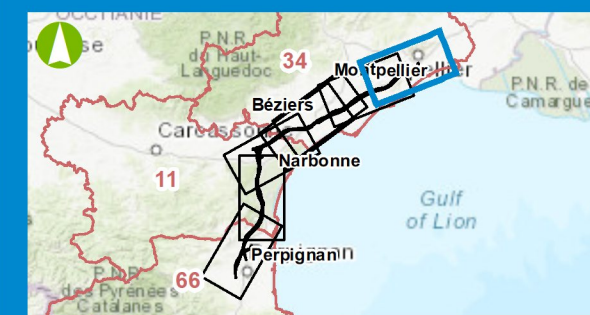 OCCITANIE
P.N.R.
du Haut-
Languedoc
34
Montpellier
Béziers
P.N.R. de
Camargue
Carcassonne
Narbonne
11
Gulf
of Lion
Perpignan
66
P.N.R.
des Pyrénées
Catalanes